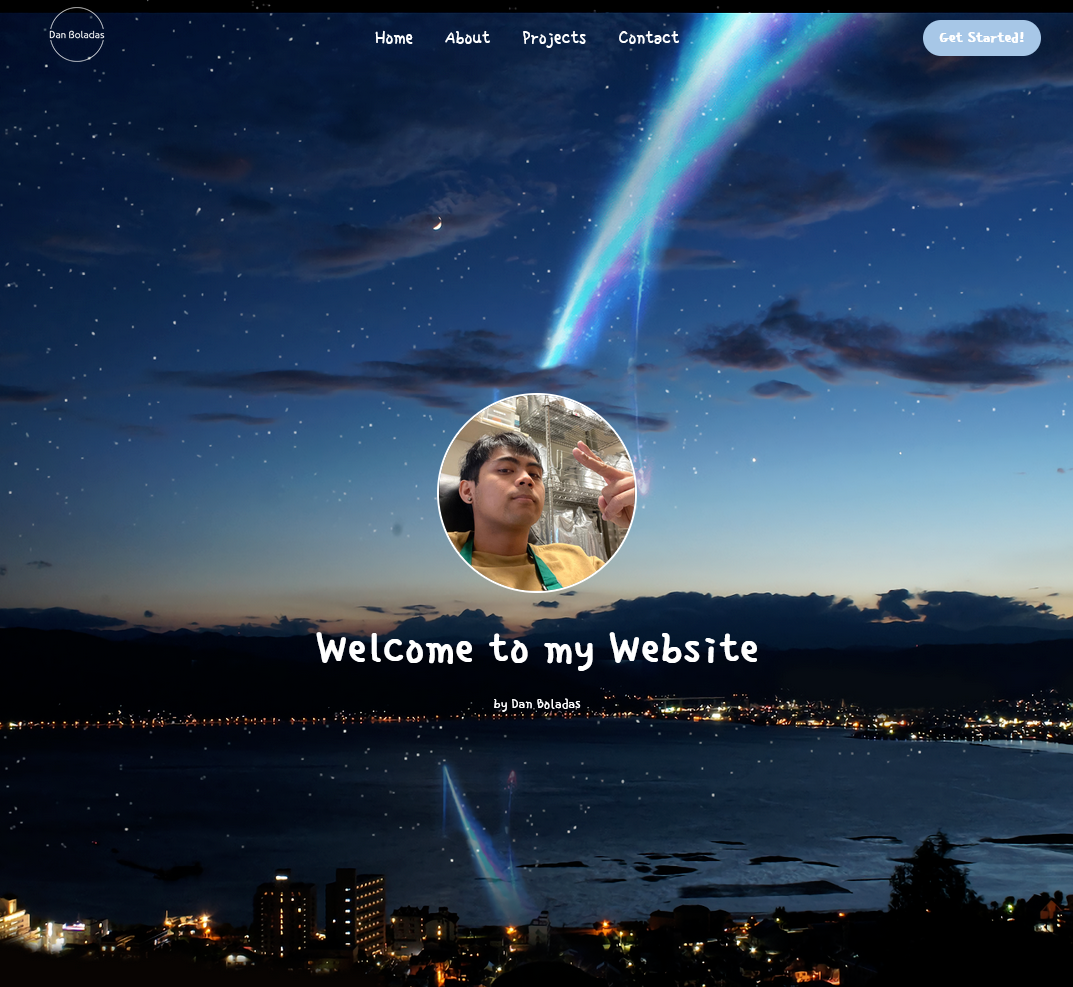 Dan Boladas
Home
About
Projects
Contact
Get Started!
Welcome to my Website
by Dan Boladas